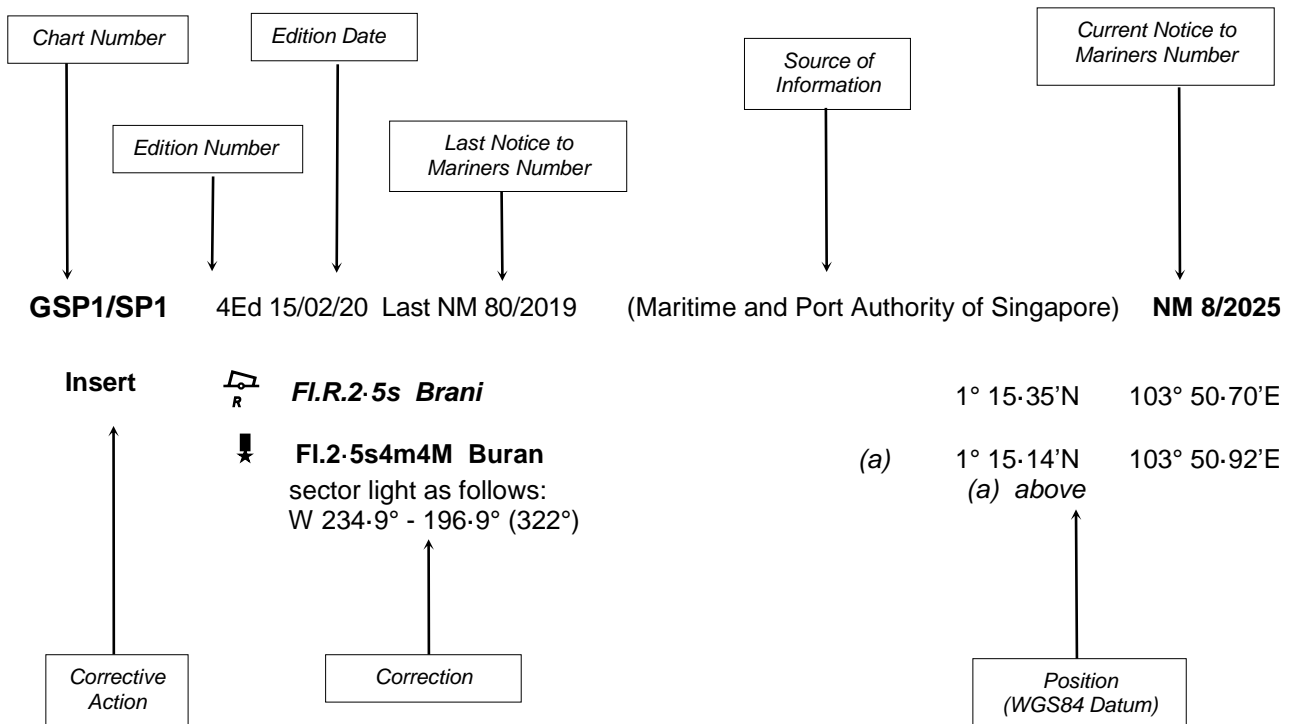 Chart Number
Edition Date
Current Notice to
Mariners Number
Source of
Information
Edition Number
Last Notice to
Mariners Number
GSP1/SP1 4Ed 15/02/20 Last NM 80/2019 (Maritime and Port Authority of Singapore) NM 8/2025
Insert R Fl.R.2·5s Brani 1° 15·35’N 103° 50·70’E
Fl.2·5s4m4M Buran (a) 1° 15·14’N 103° 50·92’E
sector light as follows: (a) above
W 234·9° - 196·9° (322°)
Corrective
Action
Correction
Position
(WGS84 Datum)